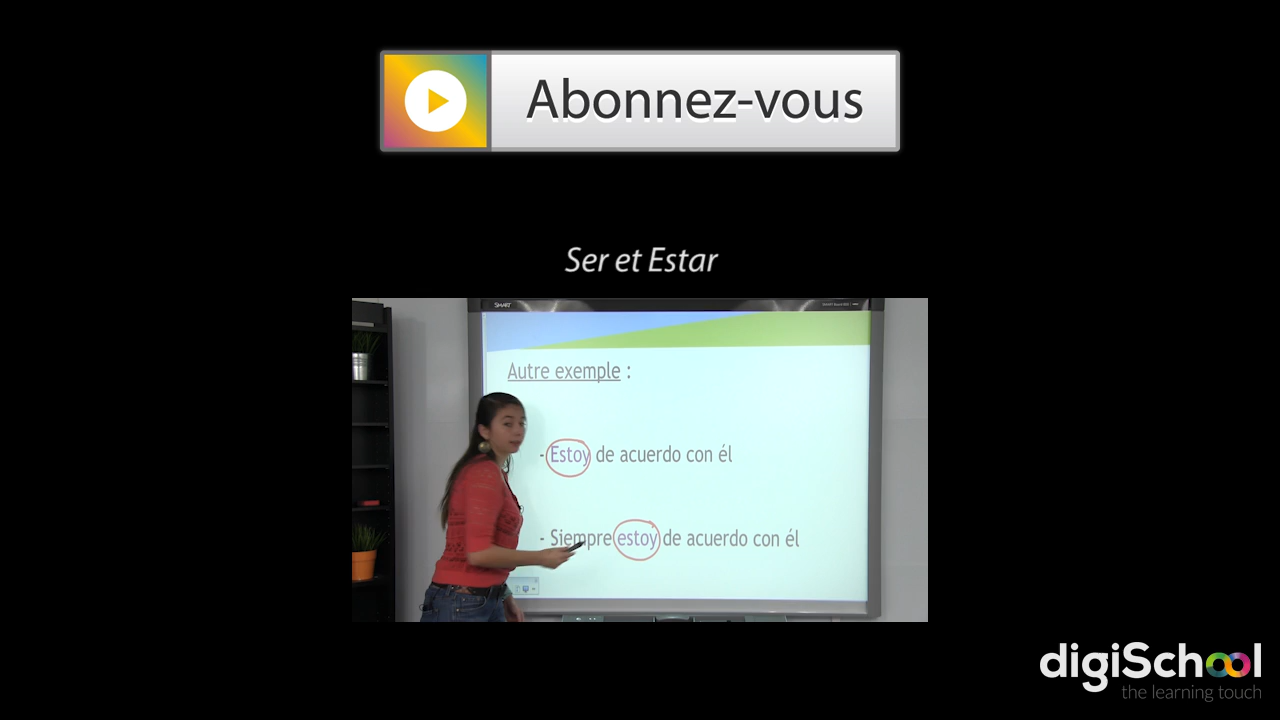 Abonnez-vous
Ser et Estar
SMART
Autre exemple :
- Estoy de acuerdo con él
- Siempre estoy de acuerdo con él
digiSchool
the learning touch